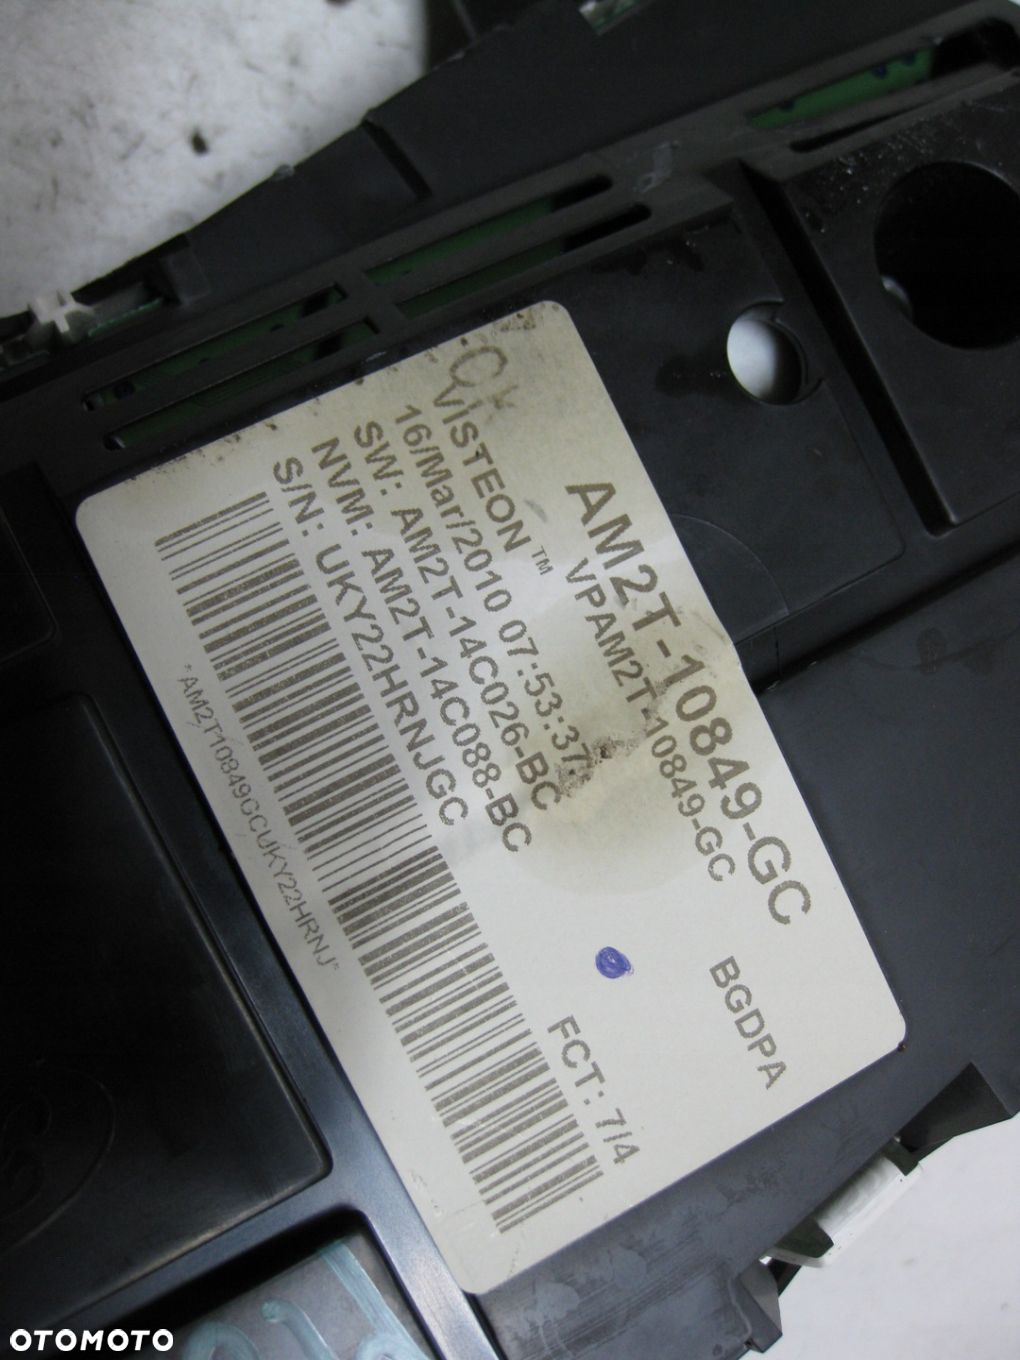 AM2T-10849-GC
VPAM2T-10849-GC
BGDPA
VISTEON™
16/Mar/2010 07:53:37
SW: AM2T-14C026-BC
NVM: AM2T-14C088-BC
S/N: UKY22HRNJGC
FCT: 7/4
*AM2T10849GCUKY22HRNJ*
OTOMOTO